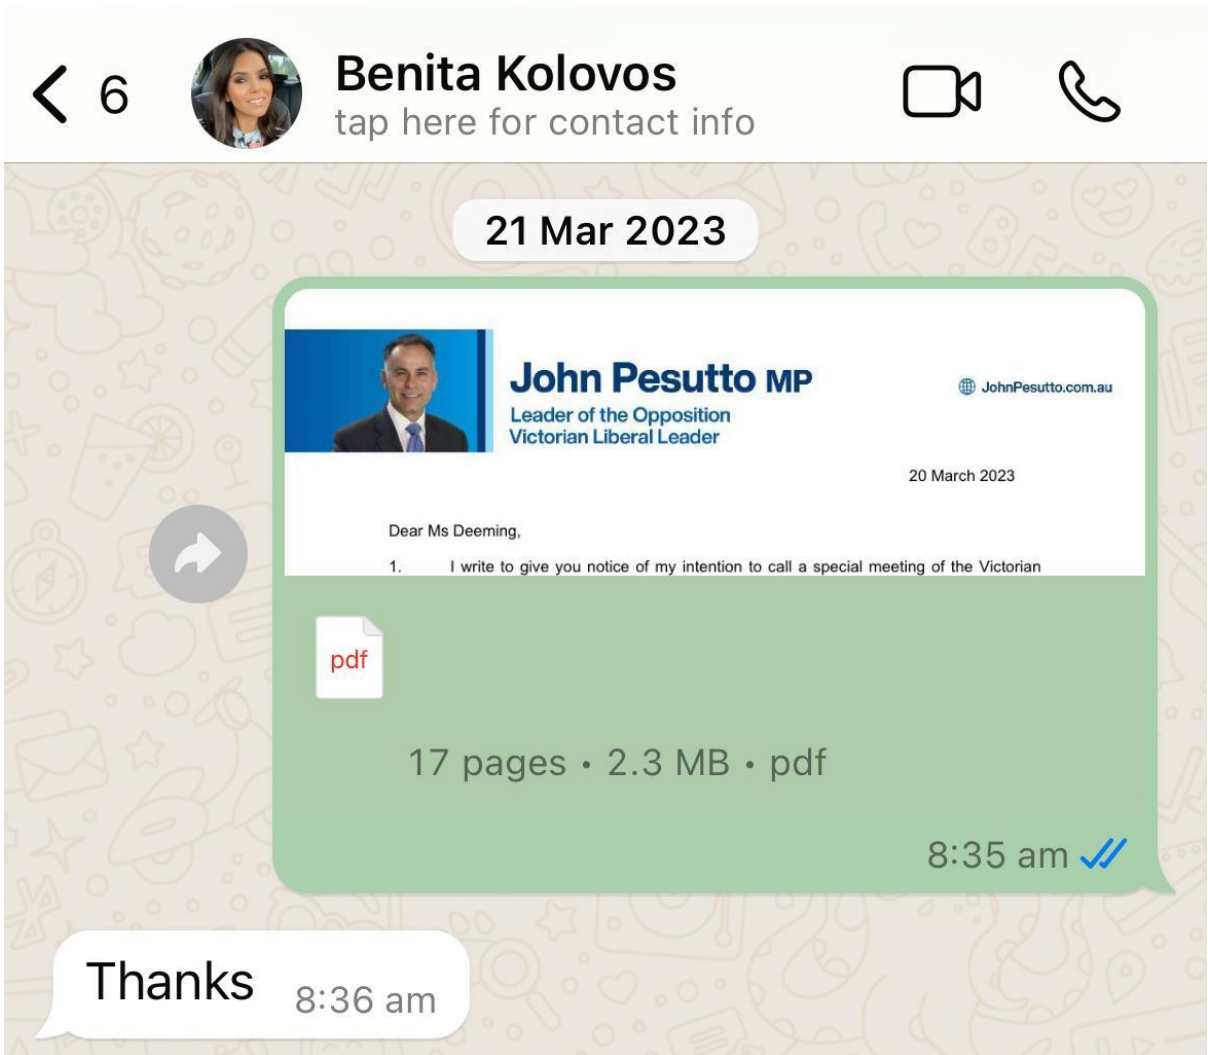 6
Benita Kolovos
tap here for contact info
21 Mar 2023
John Pesutto MP
Leader of the Opposition
Victorian Liberal Leader
JohnPesutto.com.au
20 March 2023
Dear Ms Deeming,
1. I write to give you notice of my intention to call a special meeting of the Victorian
pdf
17 pages • 2.3 MB • pdf
8:35 am
Thanks
8:36 am